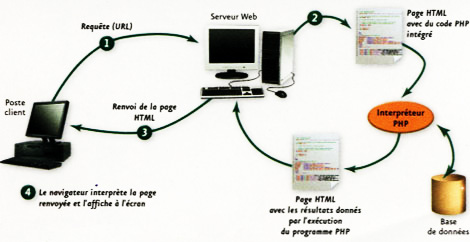 Serveur Web
2
Page HTML
avec du code PHP
intégré
Requête (URL)
1
Poste
client
Renvoi de la page
HTML
3
Interpréteur
PHP
4 Le navigateur interprète la page
renvoyée et l'affiche à l'écran
Page HTML
avec les résultats donnés
par l'exécution
du programme PHP
Base
de données